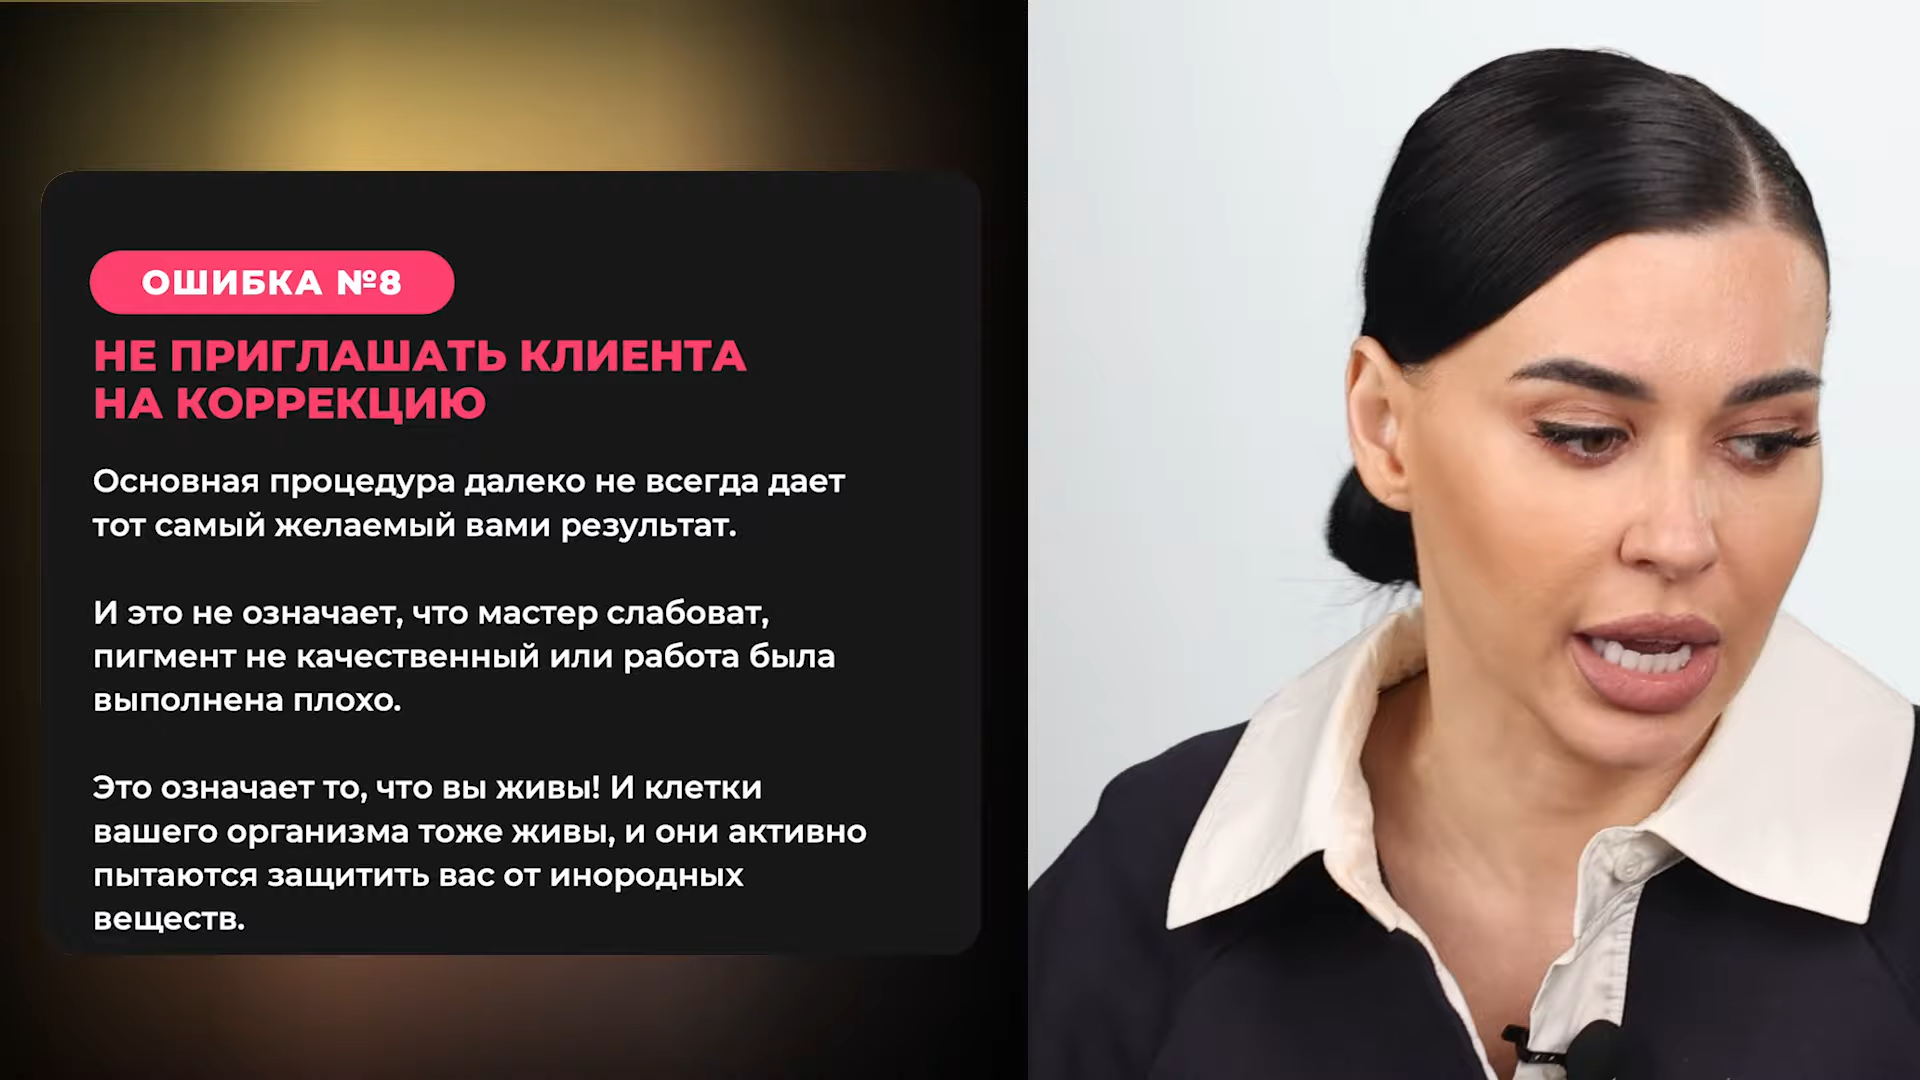 ОШИБКА №8
НЕ ПРИГЛАШАТЬ КЛИЕНТА
НА КОРРЕКЦИЮ
Основная процедура далеко не всегда дает
тот самый желаемый вами результат.
И это не означает, что мастер слабоват,
пигмент не качественный или работа была
выполнена плохо.
Это означает то, что вы живы! И клетки
вашего организма тоже живы, и они активно
пытаются защитить вас от инородных
веществ.